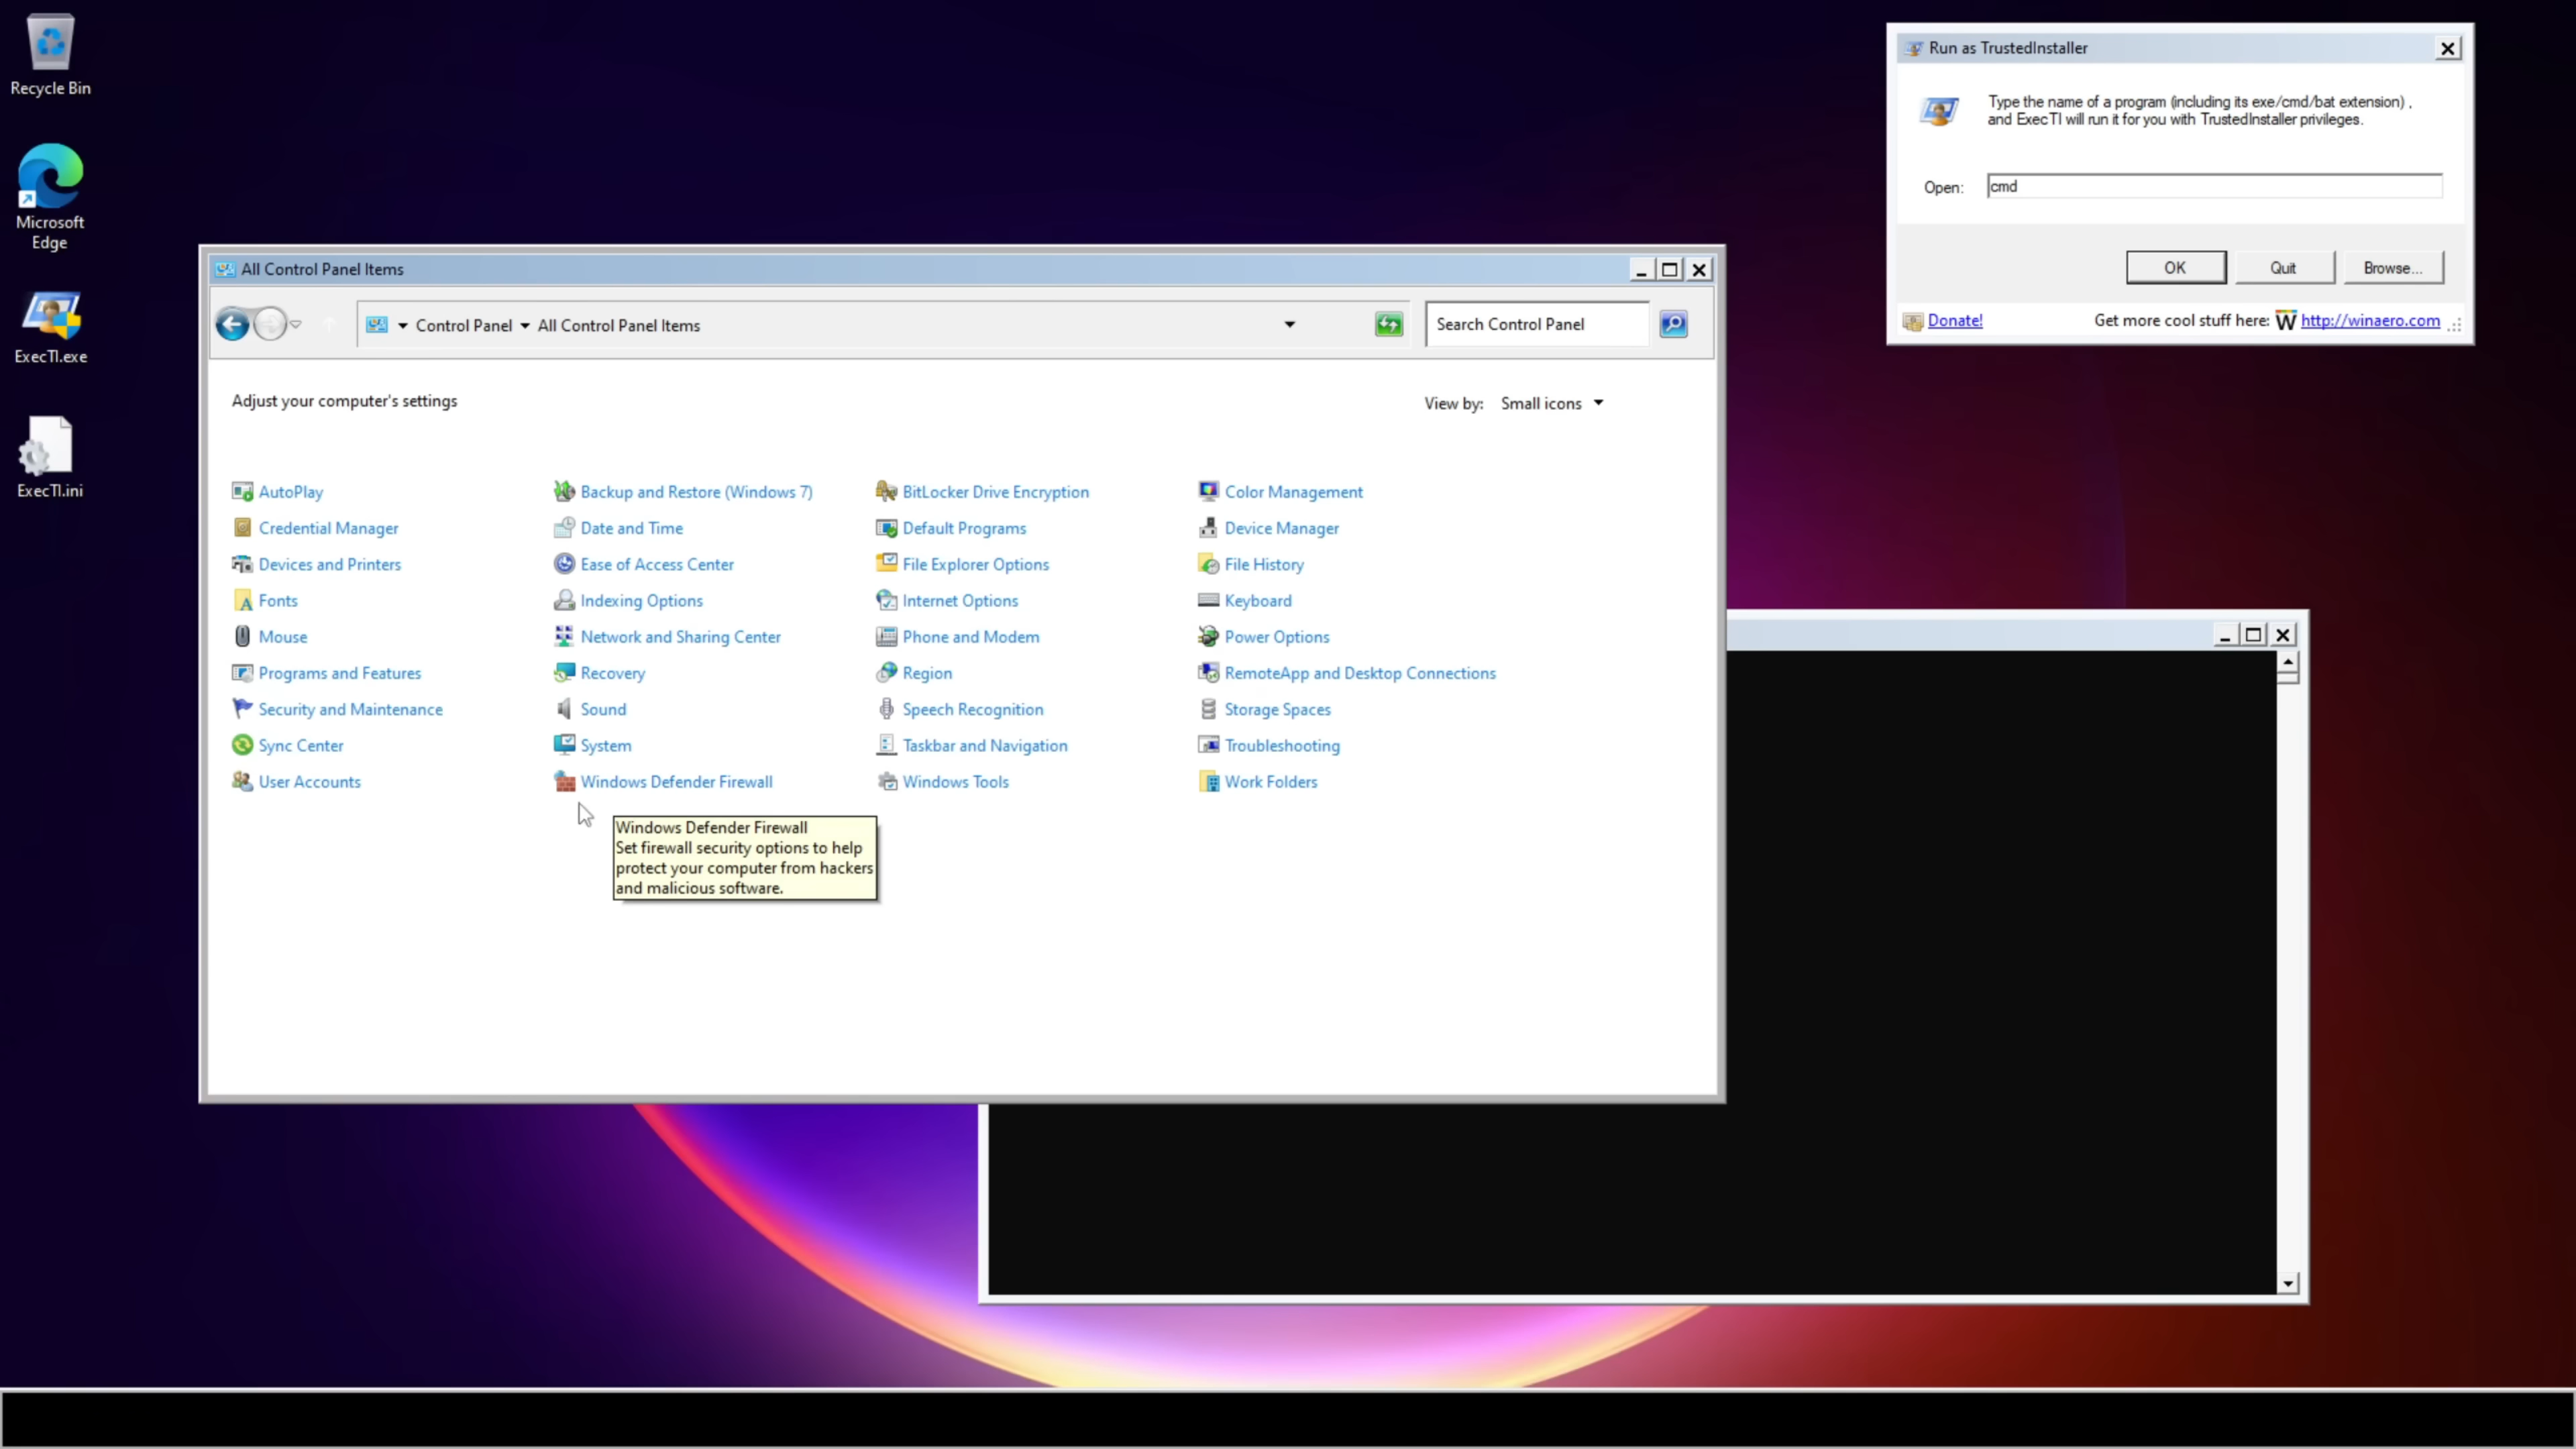 Recycle Bin
Microsoft
Edge
ExecTI.exe
ExecTI.ini
Run as TrustedInstaller
Type the name of a program (including its exe/cmd/bat extension) ,
and ExecTI will run it for you with TrustedInstaller privileges.
Open: cmd
OK Quit Browse...
Donate! Get more cool stuff here: W http://winaero.com
All Control Panel Items
Control Panel All Control Panel Items Search Control Panel
Adjust your computer's settings View by: Small icons
AutoPlay Backup and Restore (Windows 7) BitLocker Drive Encryption Color Management
Credential Manager Date and Time Default Programs Device Manager
Devices and Printers Ease of Access Center File Explorer Options File History
Fonts Indexing Options Internet Options Keyboard
Mouse Network and Sharing Center Phone and Modem Power Options
Programs and Features Recovery Region RemoteApp and Desktop Connections
Security and Maintenance Sound Speech Recognition Storage Spaces
Sync Center System Taskbar and Navigation Troubleshooting
User Accounts Windows Defender Firewall Windows Tools Work Folders
Windows Defender Firewall
Set firewall security options to help
protect your computer from hackers
and malicious software.